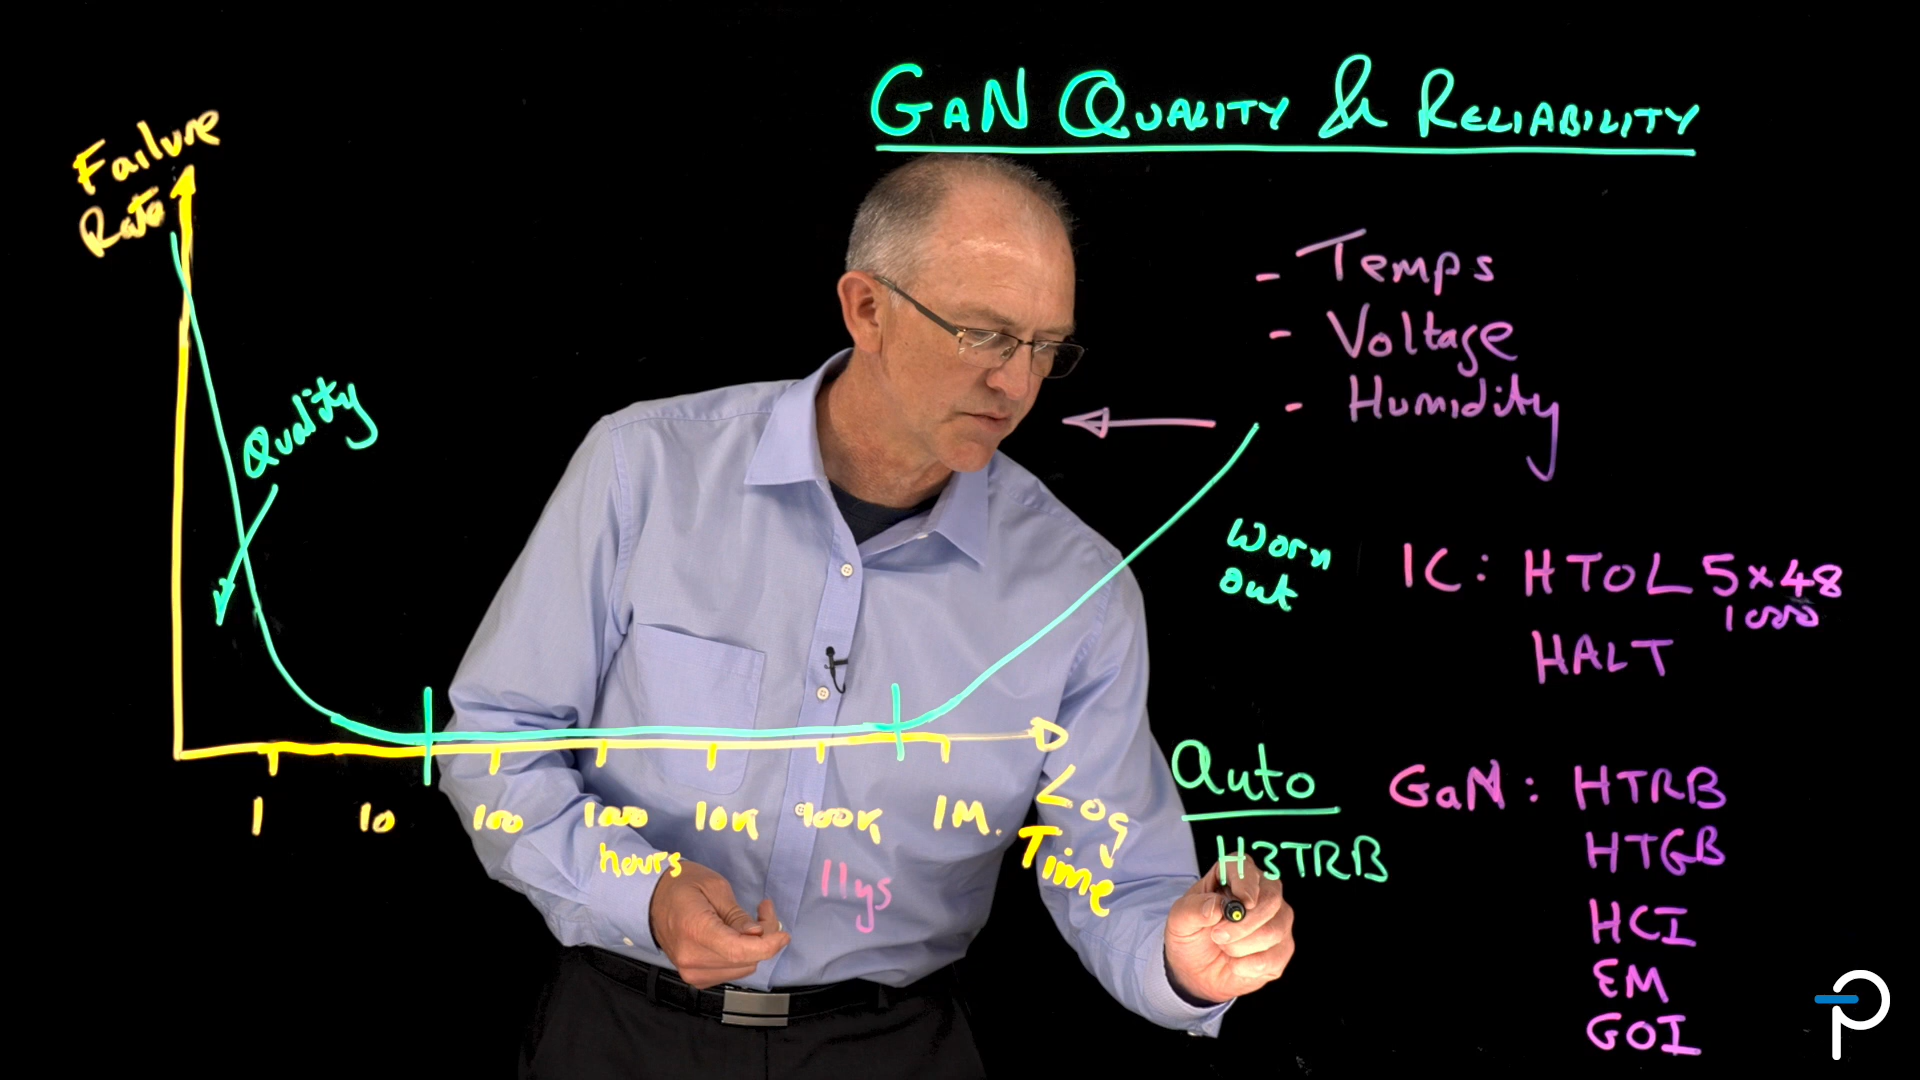 GaN QUALITY & RELIABILITY
Failure
Rate
- Temps
- Voltage
- Humidity
Quality
Worn
out
IC: HTOL 5x48
1000
HALT
1 10 100 1000 10K 100K 1M.
hours
11ys
Log
Time
Auto
H3TRB
GaN: HTRB
HTGB
HCI
EM
GOI